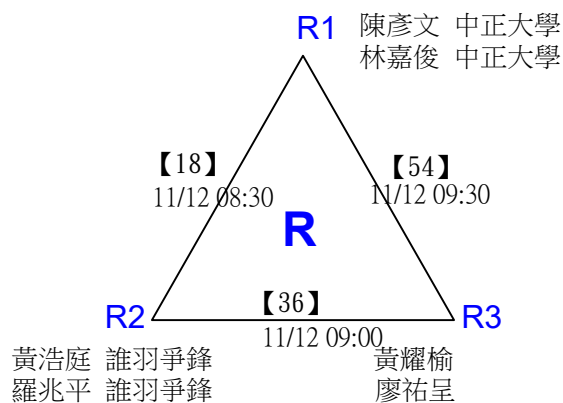 R1 陳彥文 中正大學
林嘉俊 中正大學
【18】
11/12 08:30
【54】
11/12 09:30
R
R2
【36】
11/12 09:00
R3
黃浩庭 誰羽爭鋒
羅兆平 誰羽爭鋒
黃耀榆
廖祐呈